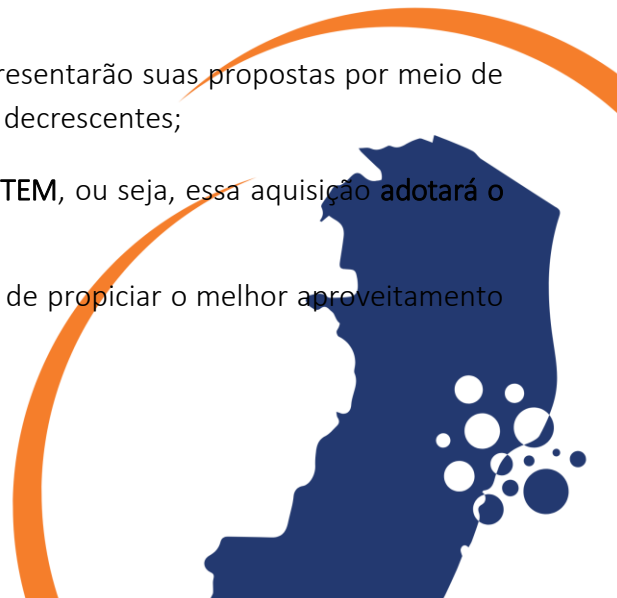 resentarão suas propostas por meio de
decrescentes;
TEM, ou seja, essa aquisição adotará o
de propiciar o melhor aproveitamento